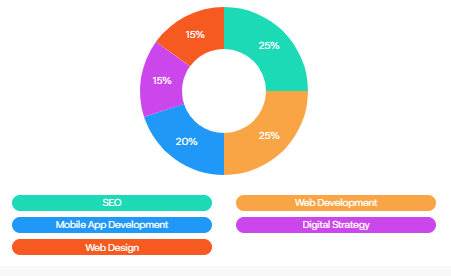 15%
25%
15%
20%
25%
SEO
Web Development
Mobile App Development
Digital Strategy
Web Design